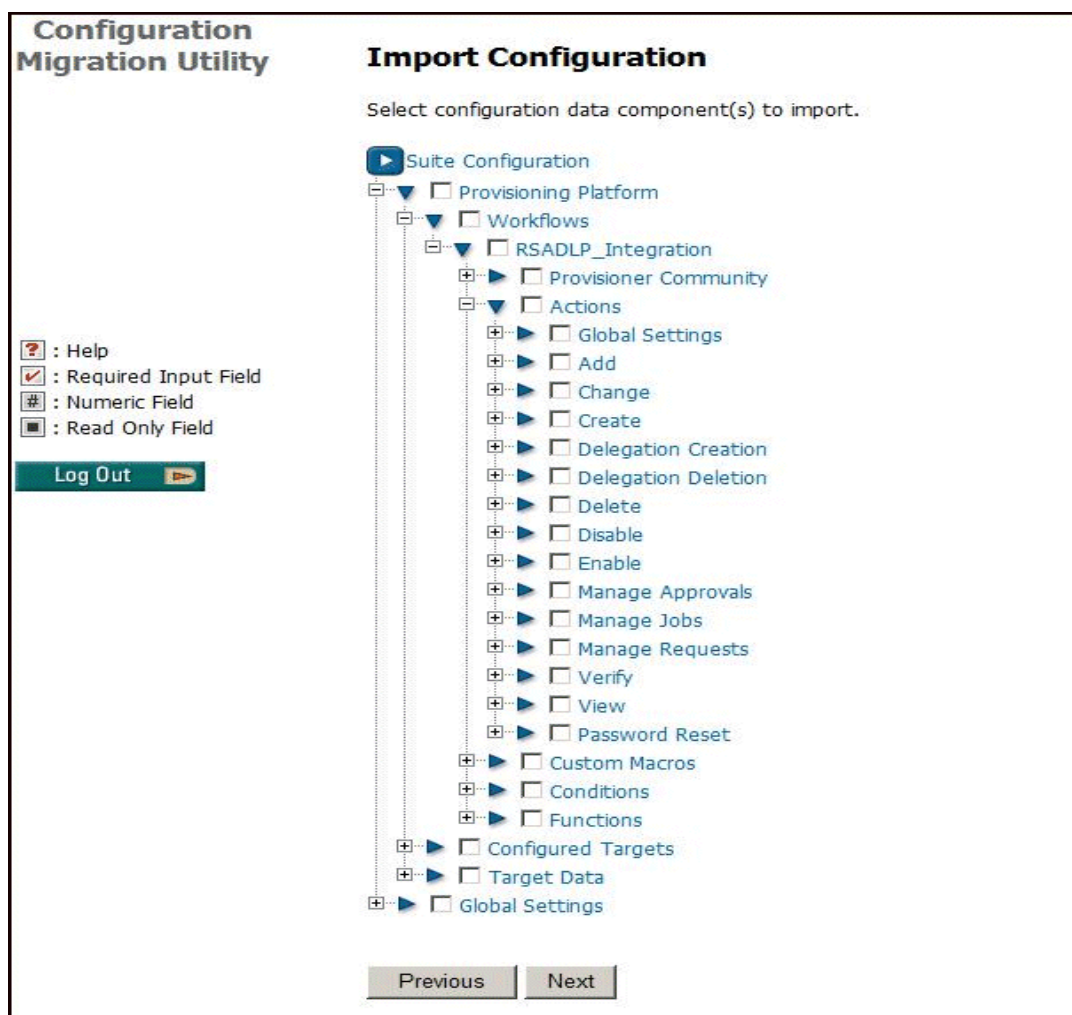 Configuration
Migration Utility
Import Configuration
Select configuration data component(s) to import.
Suite Configuration
Provisioning Platform
Workflows
RSADLP_Integration
Provisioner Community
Actions
Global Settings
Add
Change
Create
Delegation Creation
Delegation Deletion
Delete
Disable
Enable
Manage Approvals
Manage Jobs
Manage Requests
Verify
View
Password Reset
Custom Macros
Conditions
Functions
Configured Targets
Target Data
Global Settings
? : Help
: Required Input Field
# : Numeric Field
: Read Only Field
Log Out
Previous
Next